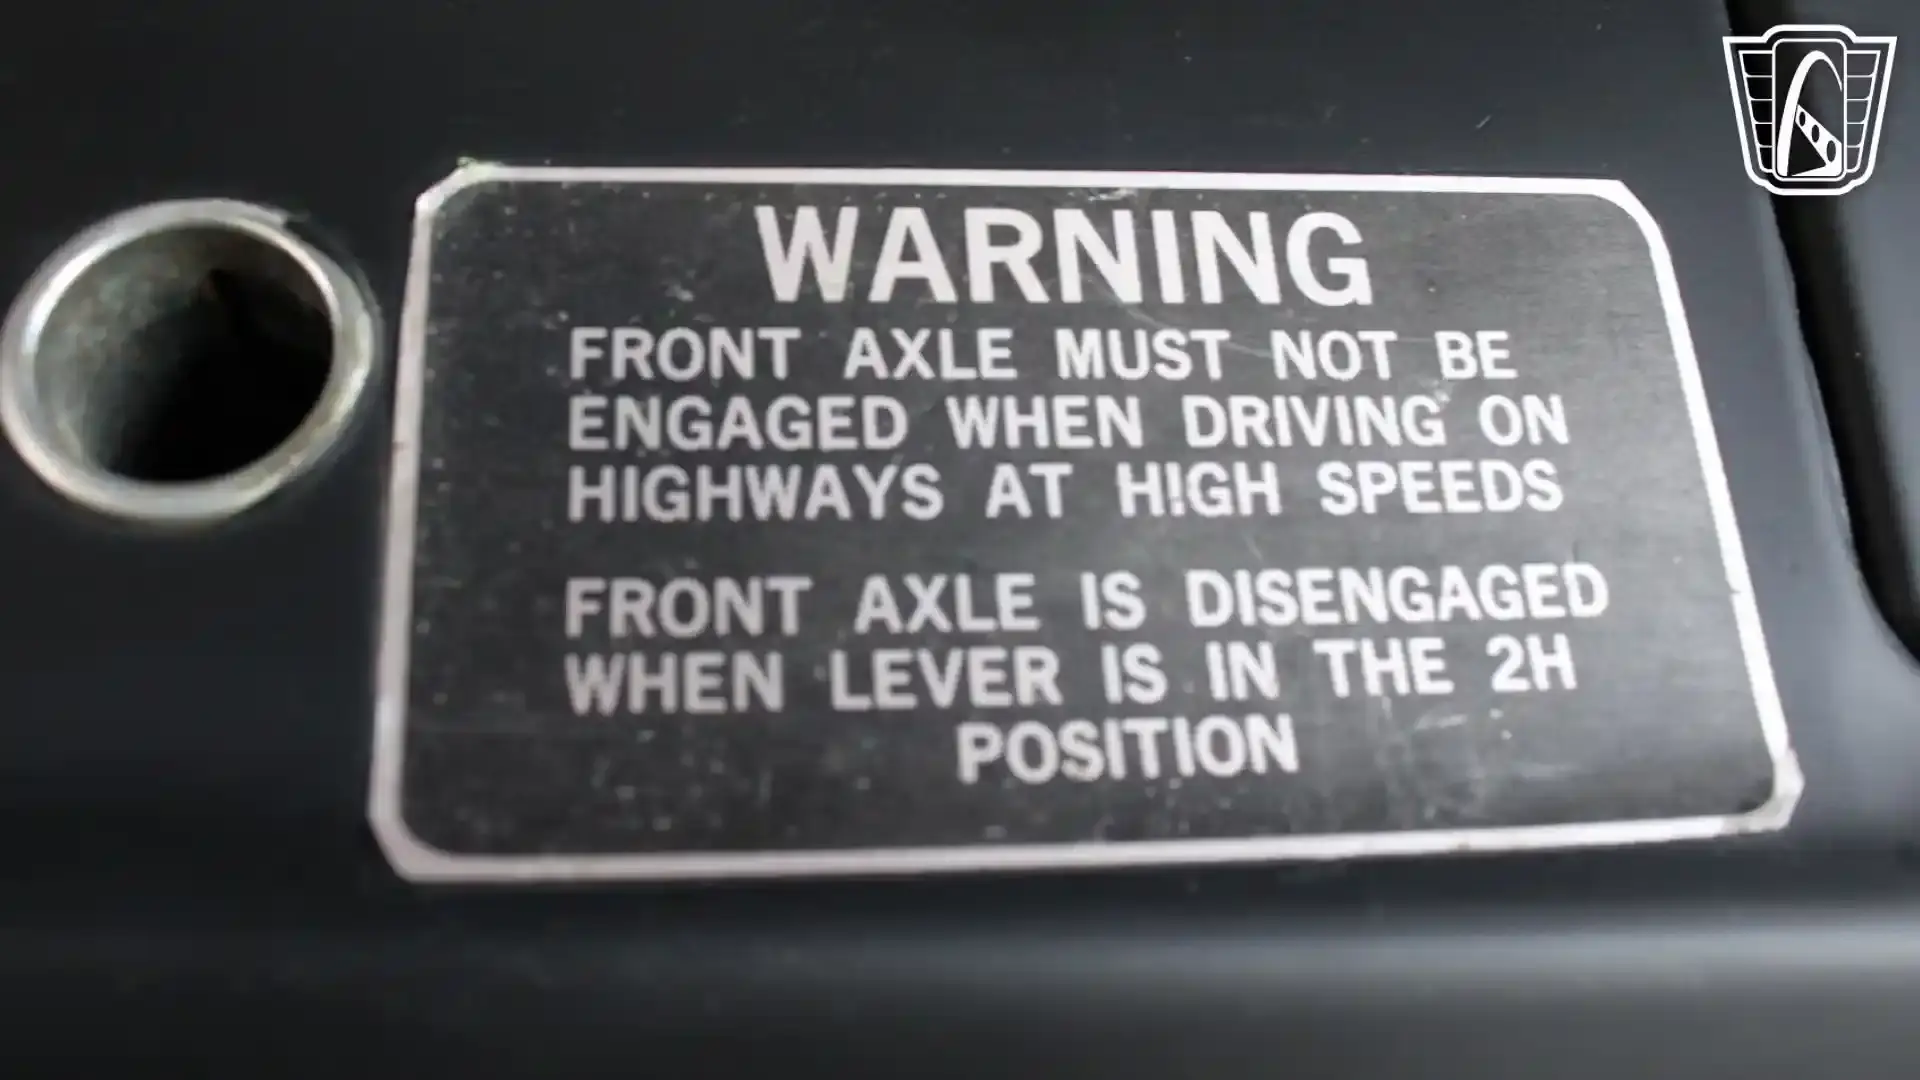 WARNING
FRONT AXLE MUST NOT BE
ENGAGED WHEN DRIVING ON
HIGHWAYS AT HIGH SPEEDS
FRONT AXLE IS DISENGAGED
WHEN LEVER IS IN THE 2H
POSITION